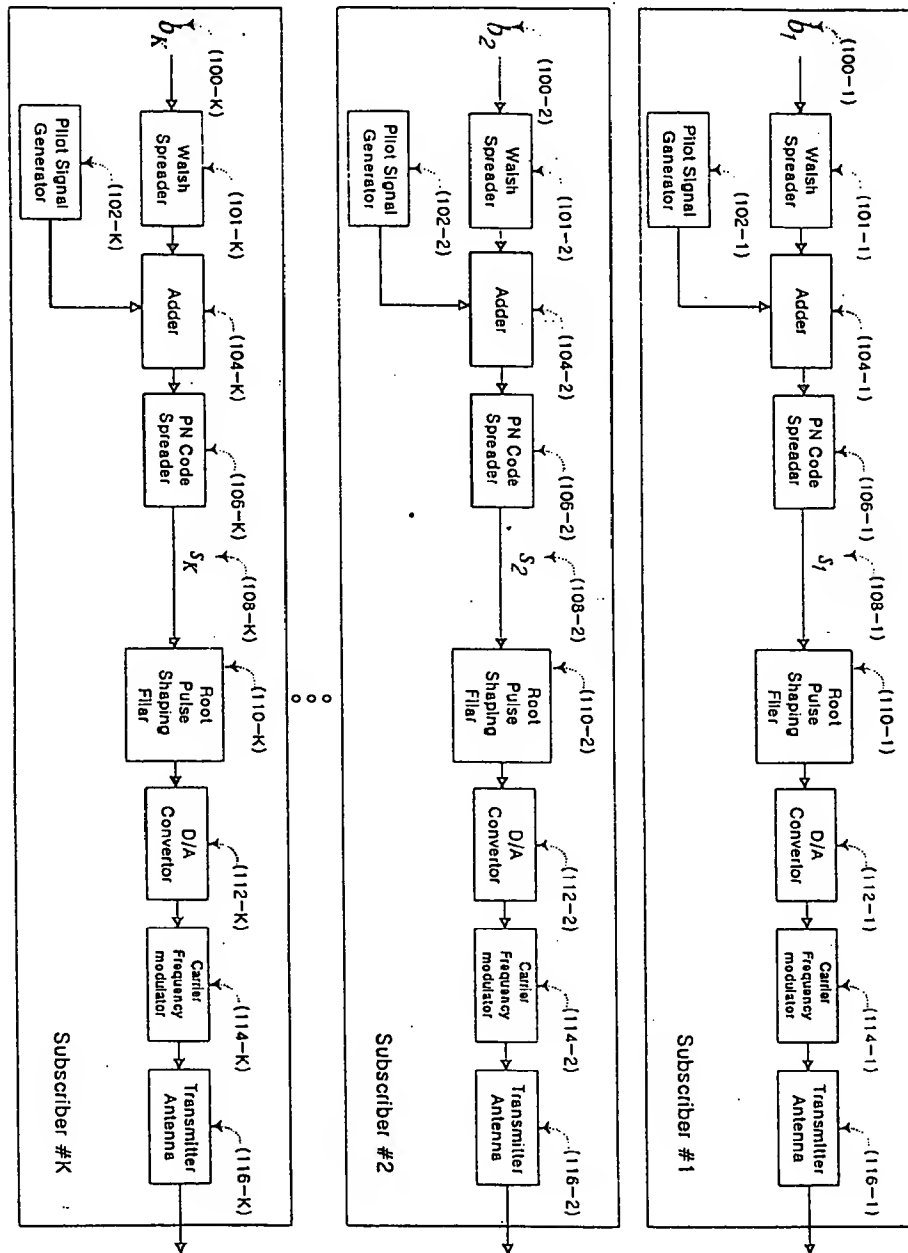 (100-1)
b1
Walsh
Spreader
(101-1)
Pilot Signal
Ganerator
(102-1)
Adder
(104-1)
PN Code
Spreadar
(106-1)
S1
(108-1)
Root
Pulse
Shaping
Filer
(110-1)
D/A
Convertor
(112-1)
Carrier
Frequency
modulator
(114-1)
Transmitter
Antenna
(116-1)
Subscriber #1
(100-2)
b2
Walsh
Spreader
(101-2)
Pilot Signal
Generator
(102-2)
Adder
(104-2)
PN Code
Spreader
(106-2)
S2
(108-2)
Root
Pulse
Shaping
Filar
(110-2)
D/A
Convertor
(112-2)
Carrier
Frequency
modulator
(114-2)
Transmitter
Antenna
(116-2)
Subscriber #2
(100-K)
bK
Walsh
Spreader
(101-K)
Pilot Signal
Generator
(102-K)
Adder
(104-K)
PN Code
Spreader
(106-K)
SK
(108-K)
Root
Pulse
Shaping
Filar
(110-K)
D/A
Convertor
(112-K)
Carrier
Frequency
modulator
(114-K)
Transmitter
Antenna
(116-K)
Subscriber #K